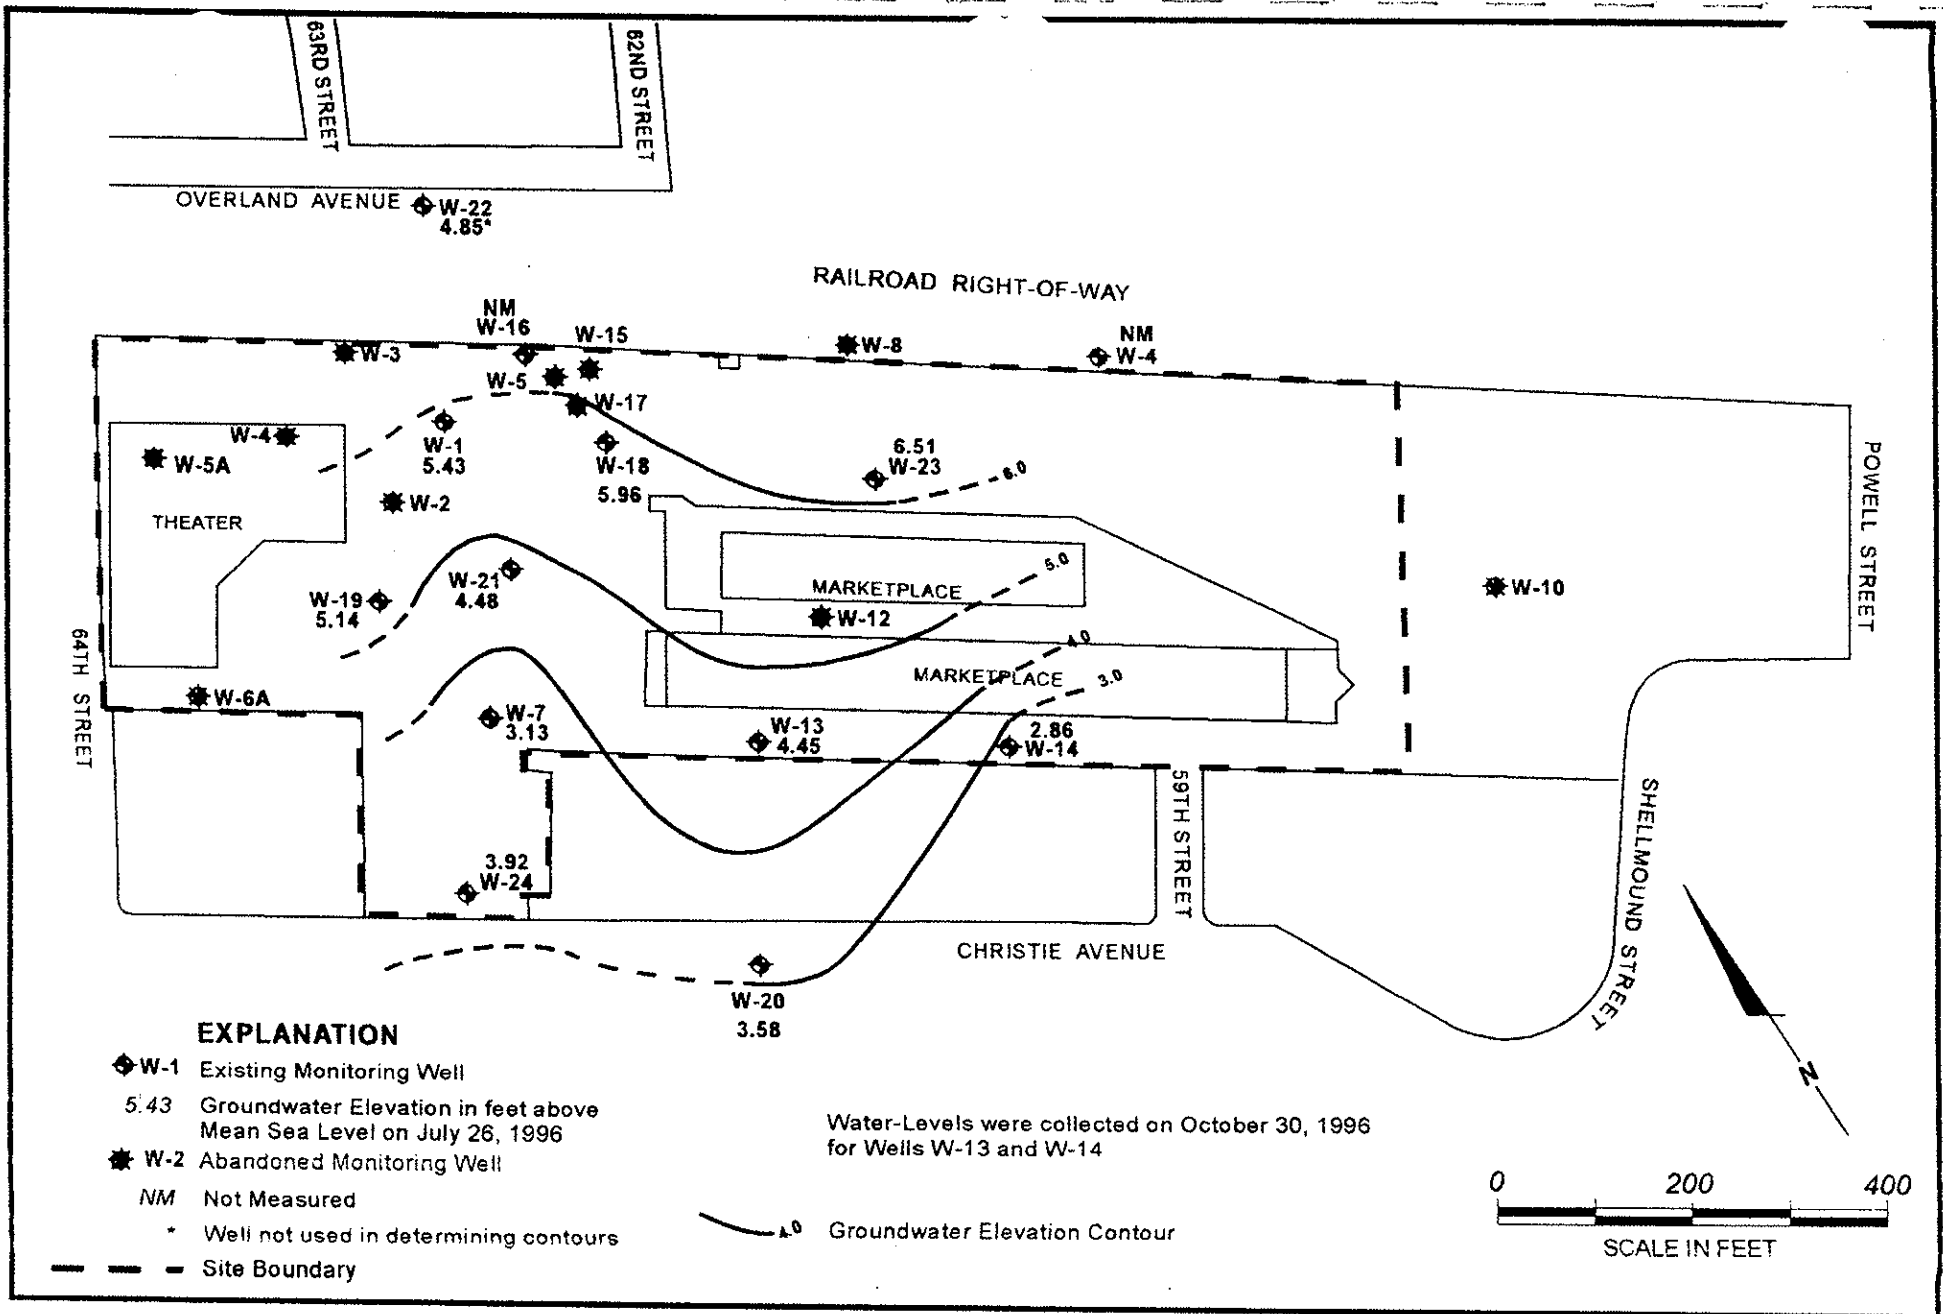 63RD STREET
62ND STREET
OVERLAND AVENUE
W-22
4.85*
RAILROAD RIGHT-OF-WAY
NM
W-16
W-15
W-3
W-8
NM
W-4
W-5
W-17
W-4
W-5A
W-1
5.43
W-18
5.96
6.51
W-23
6.0
W-2
THEATER
POWELL STREET
W-21
4.48
MARKETPLACE
5.0
W-10
W-19
5.14
W-12
4.0
MARKETPLACE
3.0
64TH STREET
W-6A
W-7
3.13
W-13
4.45
2.86
W-14
59TH STREET
SHELLMOUND STREET
3.92
W-24
CHRISTIE AVENUE
W-20
3.58
N
EXPLANATION
W-1 Existing Monitoring Well
5.43 Groundwater Elevation in feet above
Mean Sea Level on July 26, 1996
W-2 Abandoned Monitoring Well
NM Not Measured
* Well not used in determining contours
Site Boundary
Water-Levels were collected on October 30, 1996
for Wells W-13 and W-14
4.0 Groundwater Elevation Contour
0 200 400
SCALE IN FEET